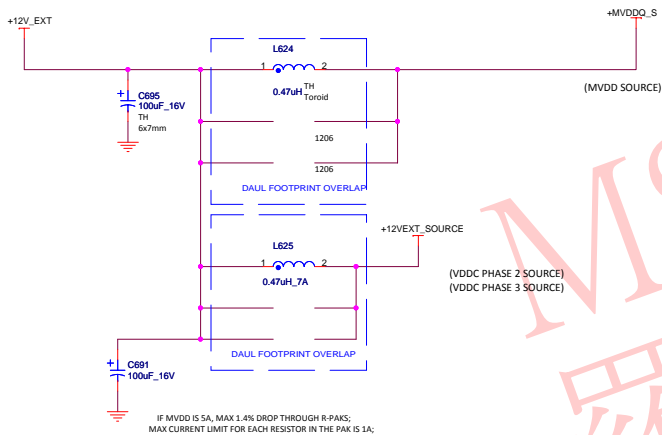 +12V_EXT
+MVDDQ_S
L624
1 2
0.47uH TH
Toroid
(MVDD SOURCE)
+ C695
100uF_16V
TH
6x7mm
1206
1206
DAUL FOOTPRINT OVERLAP
+12VEXT_SOURCE
L625
1 2
0.47uH_7A
(VDDC PHASE 2 SOURCE)
(VDDC PHASE 3 SOURCE)
DAUL FOOTPRINT OVERLAP
+ C691
100uF_16V
IF MVDD IS 5A, MAX 1.4% DROP THROUGH R-PAKS;
MAX CURRENT LIMIT FOR EACH RESISTOR IN THE PAK IS 1A;